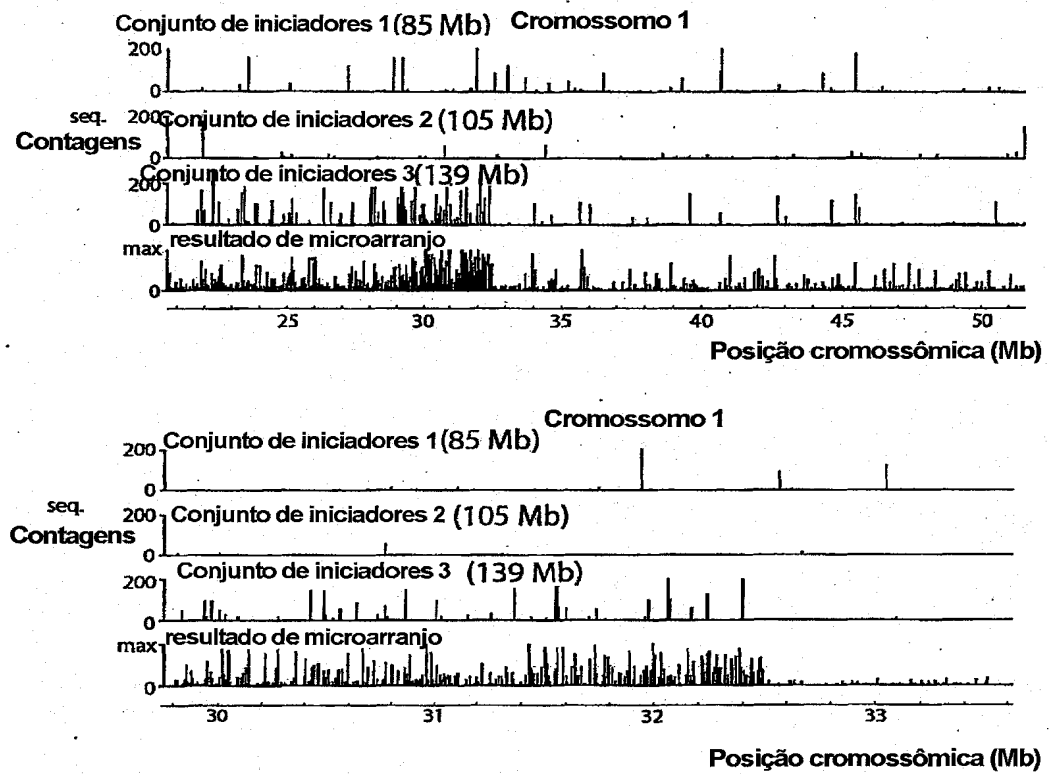 Conjunto de iniciadores 1 (85 Mb) Cromossomo 1
200
0
seq.
Contagens
200 Conjunto de iniciadores 2 (105 Mb)
0
Conjunto de iniciadores 3 (139 Mb)
200
0
resultado de microarranjo
max
0
25 30 35 40 45 50
Posição cromossômica (Mb)
Cromossomo 1
200 Conjunto de iniciadores 1 (85 Mb)
0
seq.
Contagens
200 Conjunto de iniciadores 2 (105 Mb)
0
Conjunto de iniciadores 3 (139 Mb)
200
0
resultado de microarranjo
max
0
30 31 32 33
Posição cromossômica (Mb)